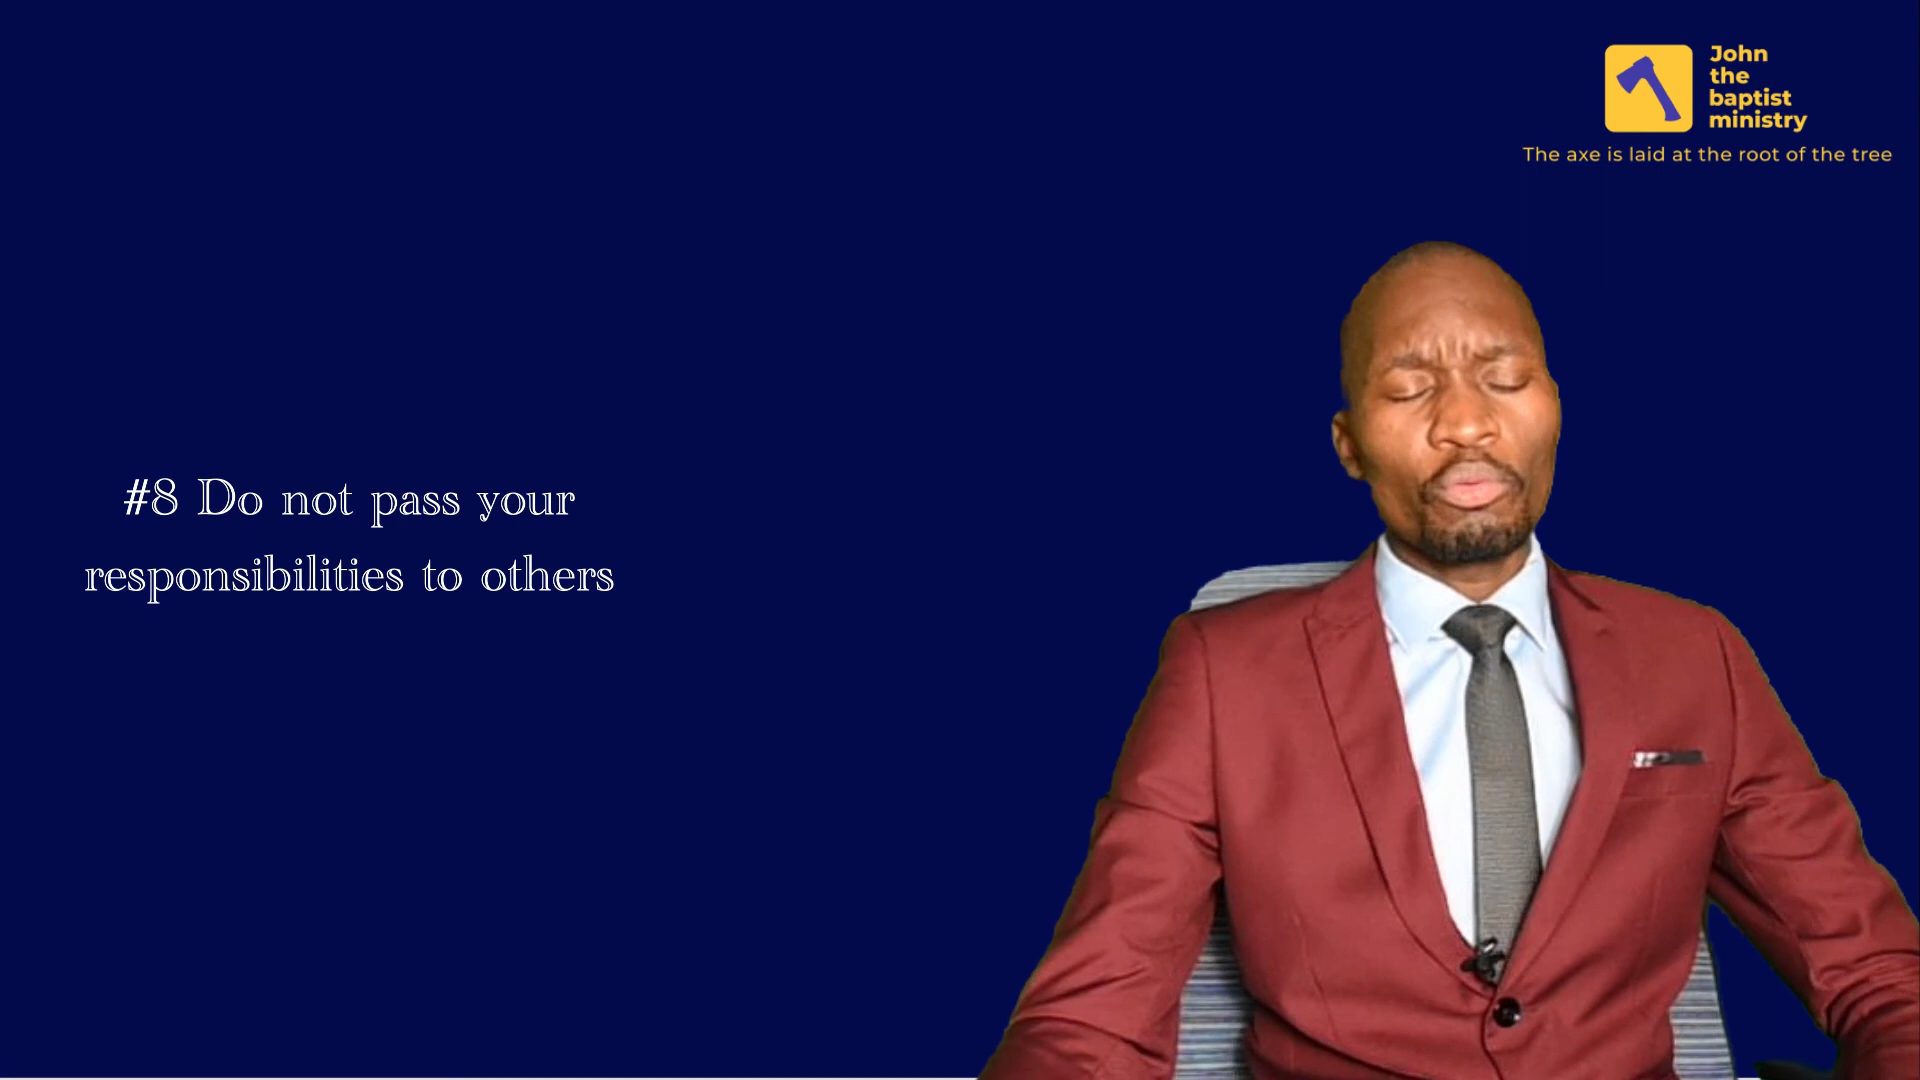 John
the
baptist
ministry
The axe is laid at the root of the tree
#8 Do not pass your
responsibilities to others